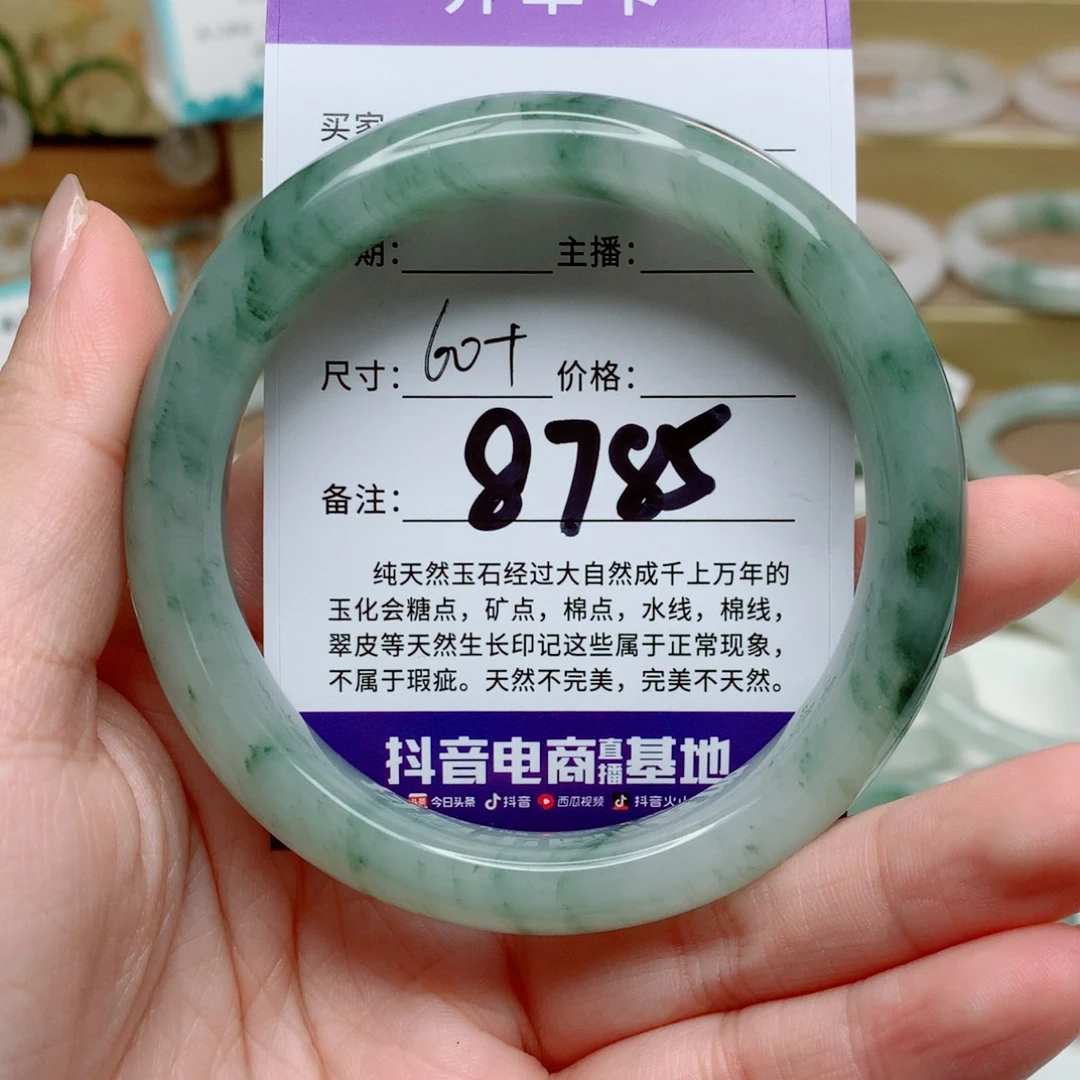 买家
期：主播：
尺寸：60+ 价格：
8785
备注：
纯天然玉石经过大自然成千上万年的
玉化会糖点，矿点，棉点，水线，棉线，
翠皮等天然生长印记这些属于正常现象，
不属于瑕疵。天然不完美，完美不天然。
抖音电商直播基地
今日头条 抖音 西瓜视频 抖音火山